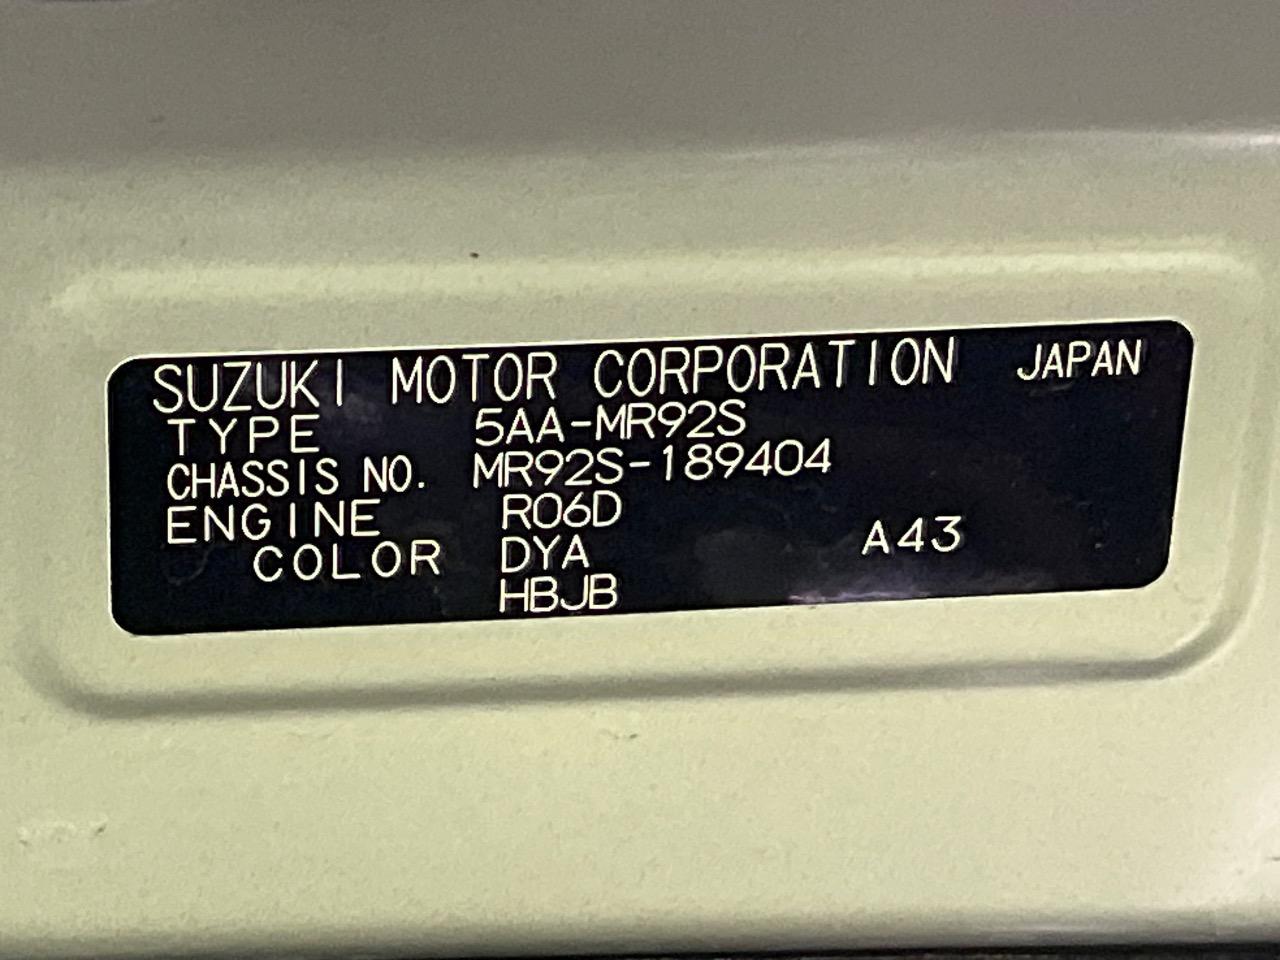 SUZUKI MOTOR CORPORATION JAPAN
TYPE 5AA-MR92S
CHASSIS NO. MR92S-189404
ENGINE R06D
COLOR DYA A43
HBJB